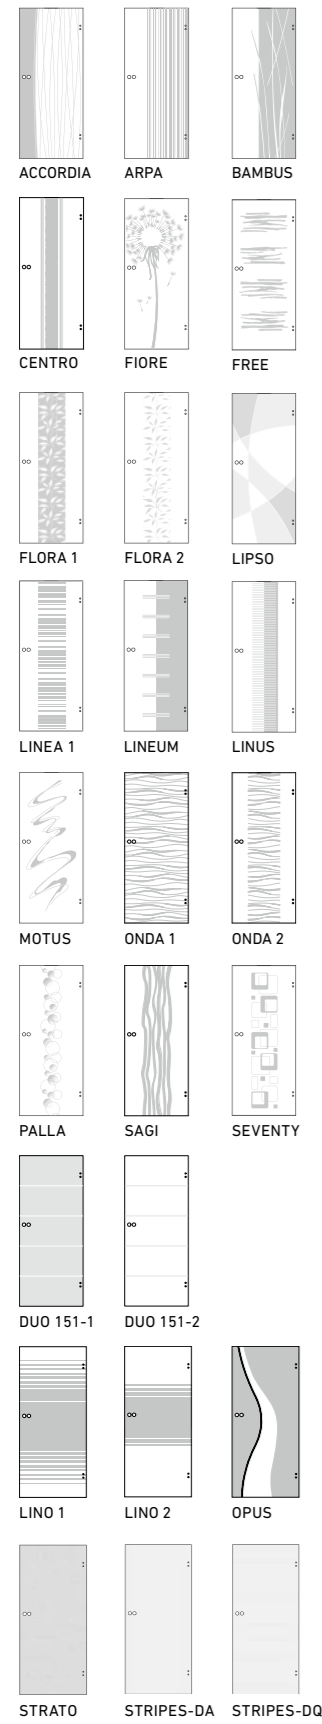 ACCORDIA ARPA BAMBUS
CENTRO FIORE FREE
FLORA 1 FLORA 2 LIPSO
LINEA 1 LINEUM LINUS
MOTUS ONDA 1 ONDA 2
PALLA SAGI SEVENTY
DUO 151-1 DUO 151-2
LINO 1 LINO 2 OPUS
STRATO STRIPES-DA STRIPES-DQ